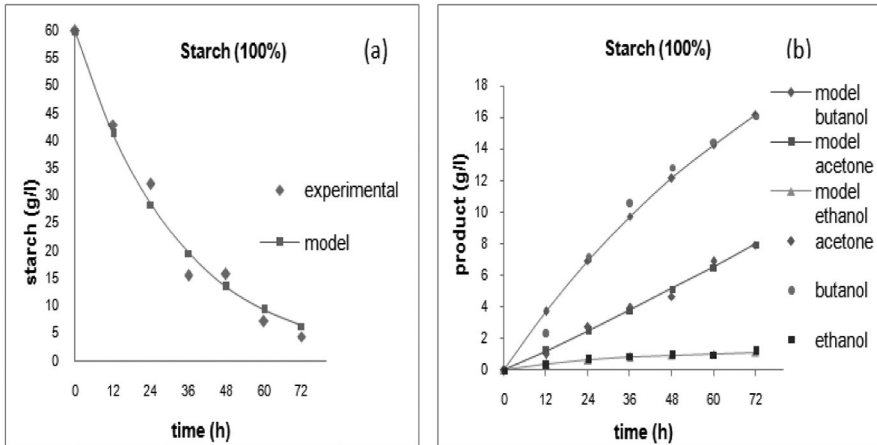 Starch (100%)
(a)
60
55
50
45
40
35
30
25
20
15
10
5
0
starch (g/l)
experimental
model
0 12 24 36 48 60 72
time (h)
Starch (100%)
(b)
18
16
14
12
10
8
6
4
2
0
product (g/l)
0 12 24 36 48 60 72
time (h)
model
butanol
model
acetone
model
ethanol
acetone
butanol
ethanol